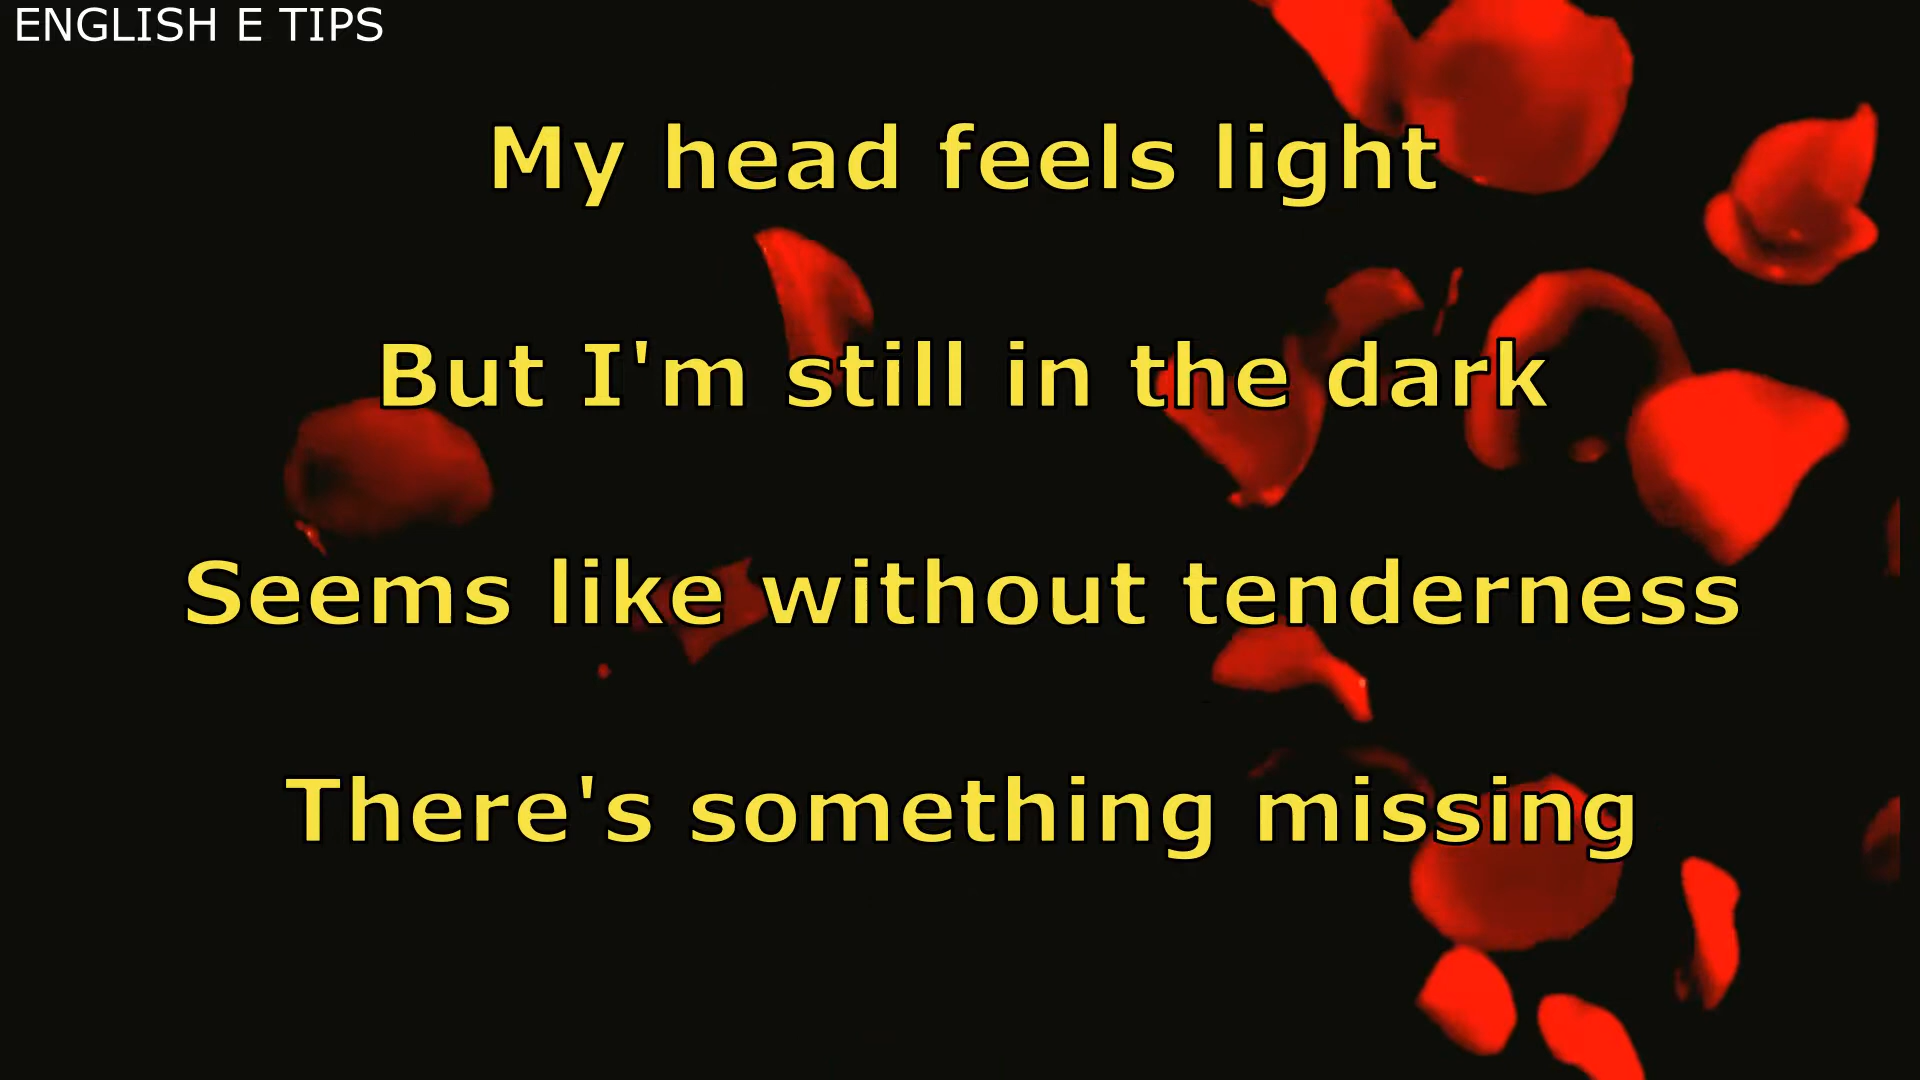 ENGLISH E TIPS
My head feels light
But I'm still in the dark
Seems like without tenderness
There's something missing